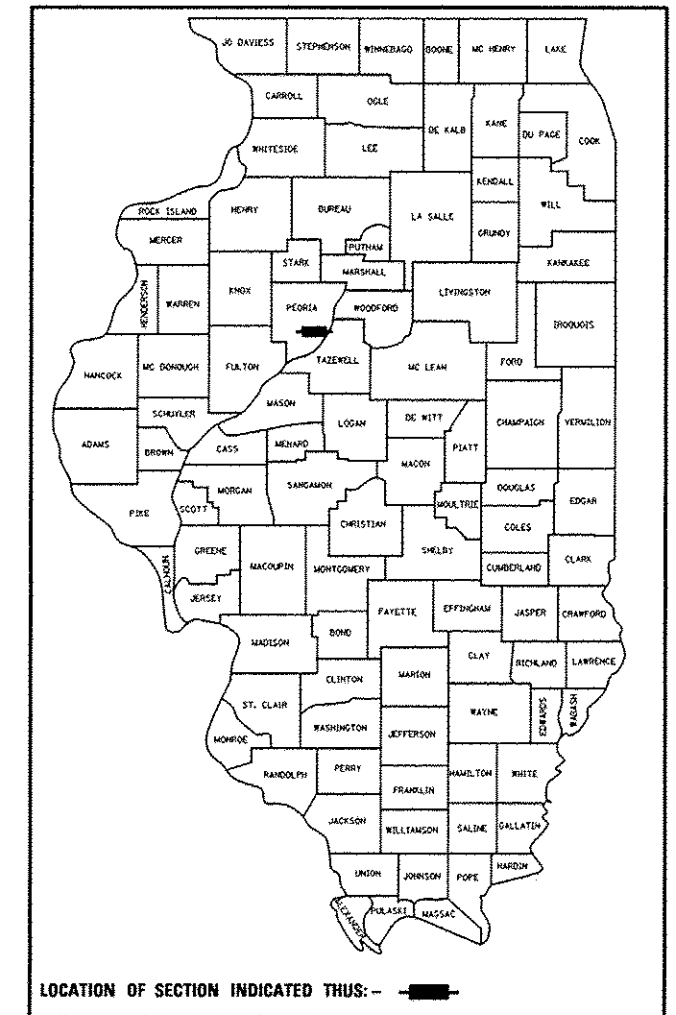 JO DAVIESS STEPHENSON WINNEBAGO BOONE MC HENRY LAKE
CARROLL OGLE DE KALB KANE DU PAGE COOK
WHITESIDE LEE
KENDALL WILL
ROCK ISLAND HENRY BUREAU LA SALLE GRUNDY
MERCER PUTNAM
STARK MARSHALL KANKAKEE
HENDERSON WARREN KNOX PEORIA WOODFORD LIVINGSTON IROQUOIS
HANCOCK MC DONOUGH FULTON TAZEWELL MC LEAN FORD
MASON
SCHUYLER LOGAN DE WITT CHAMPAIGN VERMILION
ADAMS BROWN CASS MENARD MACON PIATT
PIKE SCOTT MORGAN SANGAMON MOULTRIE DOUGLAS EDGAR
CHRISTIAN COLES
GREENE MACOUPIN MONTGOMERY SHELBY CUMBERLAND CLARK
CALHOUN JERSEY FAYETTE EFFINGHAM JASPER CRAWFORD
MADISON BOND
CLINTON MARION CLAY RICHLAND LAWRENCE
ST. CLAIR WASHINGTON WAYNE EDWARDS WABASH
MONROE JEFFERSON
RANDOLPH PERRY HAMILTON WHITE
FRANKLIN
JACKSON WILLIAMSON SALINE GALLATIN
UNION JOHNSON POPE HARDIN
ALEXANDER PULASKI MASSAC
LOCATION OF SECTION INDICATED THUS:-